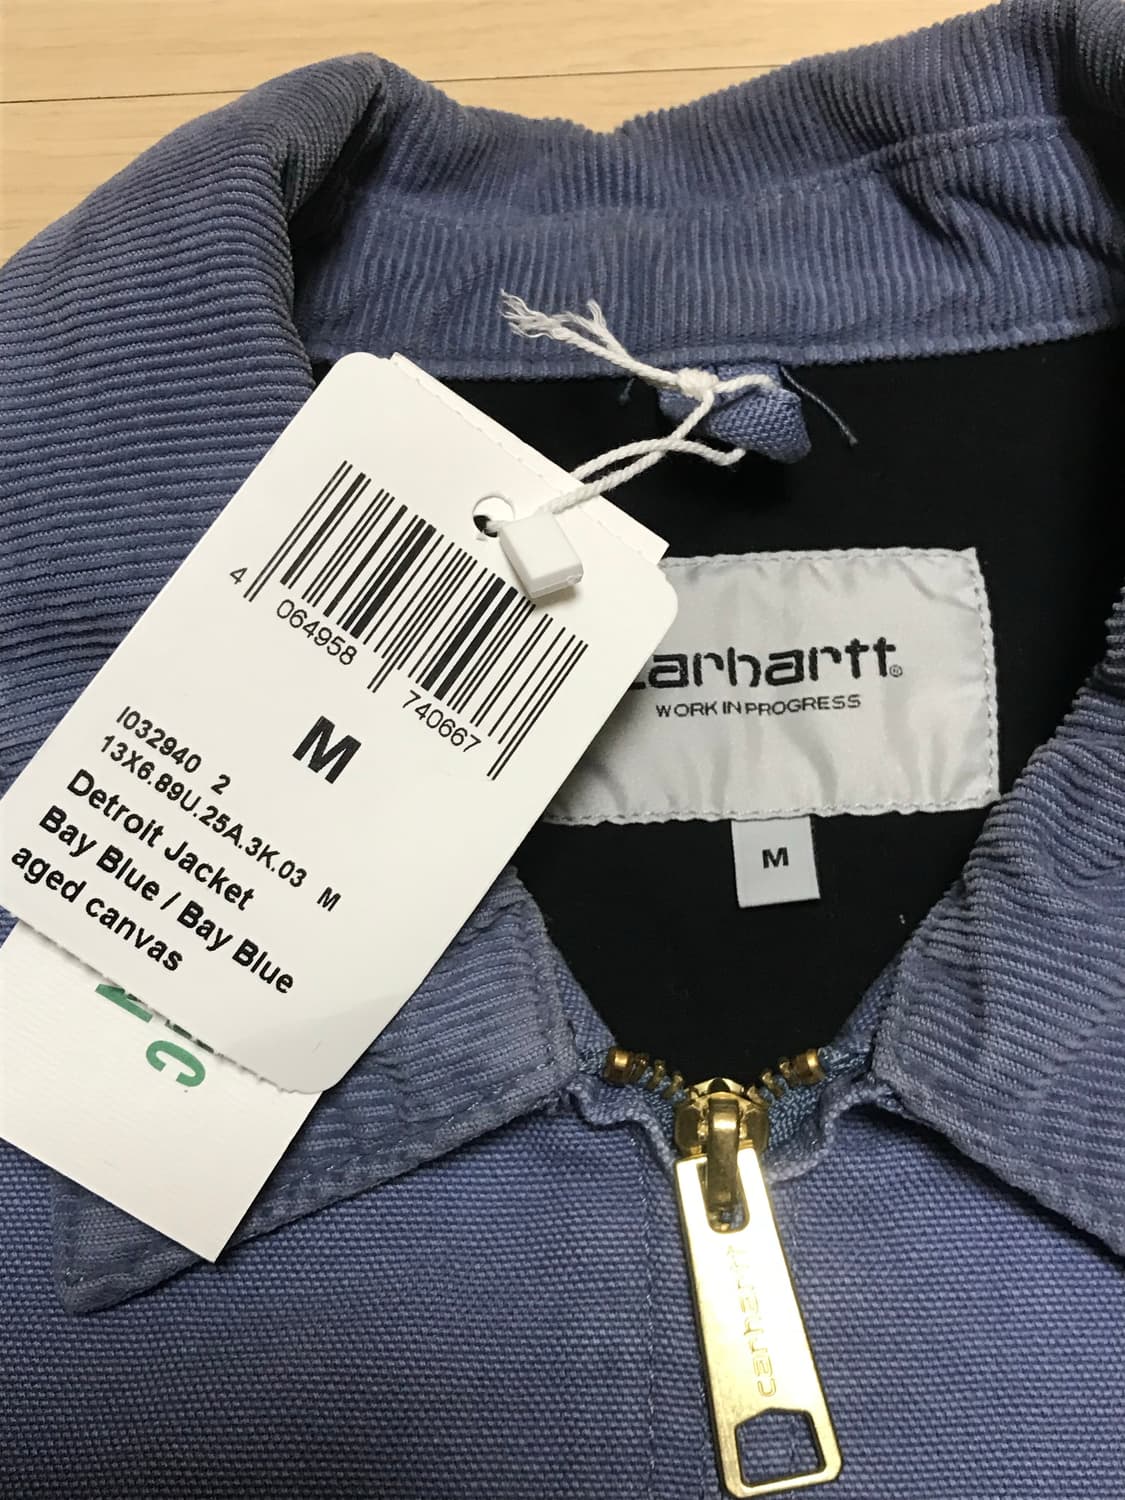 4 064958 740667
M
I032940 2
13X6.89U.25A.3K.03 M
Detroit Jacket
Bay Blue / Bay Blue
aged canvas
carhartt®
WORK IN PROGRESS
M
carhartt